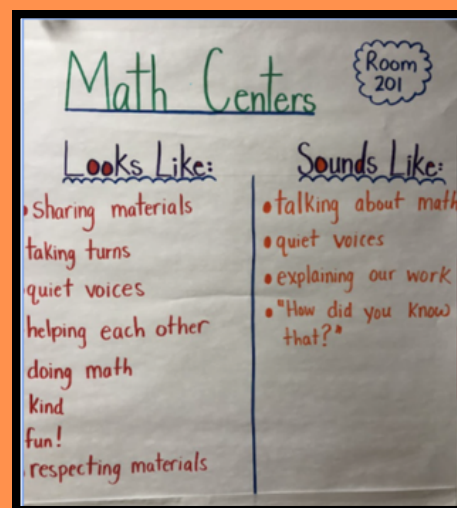 Math Centers
Room
201
Looks Like:
• Sharing materials
taking turns
quiet voices
helping each other
doing math
kind
fun!
respecting materials
Sounds Like:
• talking about math
• quiet voices
• explaining our work
• "How did you know
that?"